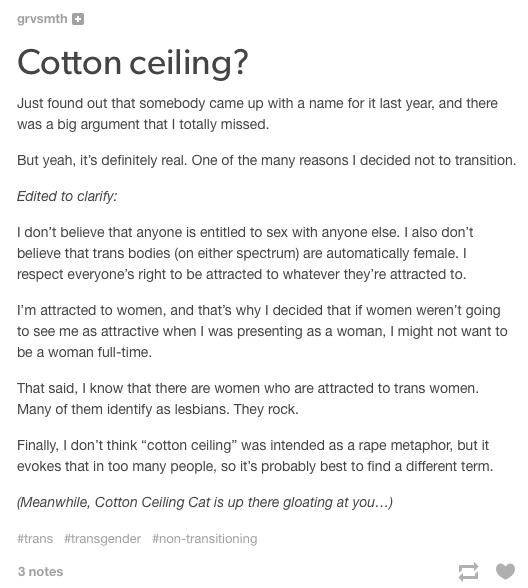 grvsmth
Cotton ceiling?
Just found out that somebody came up with a name for it last year, and there
was a big argument that I totally missed.
But yeah, it's definitely real. One of the many reasons I decided not to transition.
Edited to clarify:
I don't believe that anyone is entitled to sex with anyone else. I also don't
believe that trans bodies (on either spectrum) are automatically female. I
respect everyone's right to be attracted to whatever they're attracted to.
I'm attracted to women, and that's why I decided that if women weren't going
to see me as attractive when I was presenting as a woman, I might not want to
be a woman full-time.
That said, I know that there are women who are attracted to trans women.
Many of them identify as lesbians. They rock.
Finally, I don't think “cotton ceiling” was intended as a rape metaphor, but it
evokes that in too many people, so it's probably best to find a different term.
(Meanwhile, Cotton Ceiling Cat is up there gloating at you…)
#trans #transgender #non-transitioning
3 notes